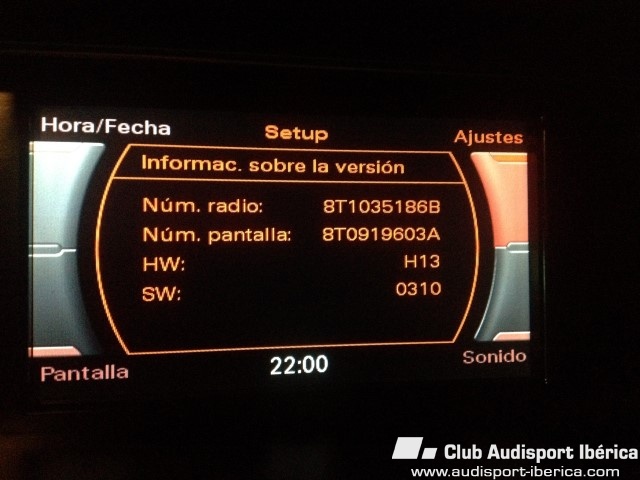 Hora/Fecha Setup Ajustes
Informac. sobre la versión
Núm. radio: 8T1035186B
Núm. pantalla: 8T0919603A
HW: H13
SW: 0310
Pantalla 22:00 Sonido
Club Audisport Ibérica
www.audisport-iberica.com